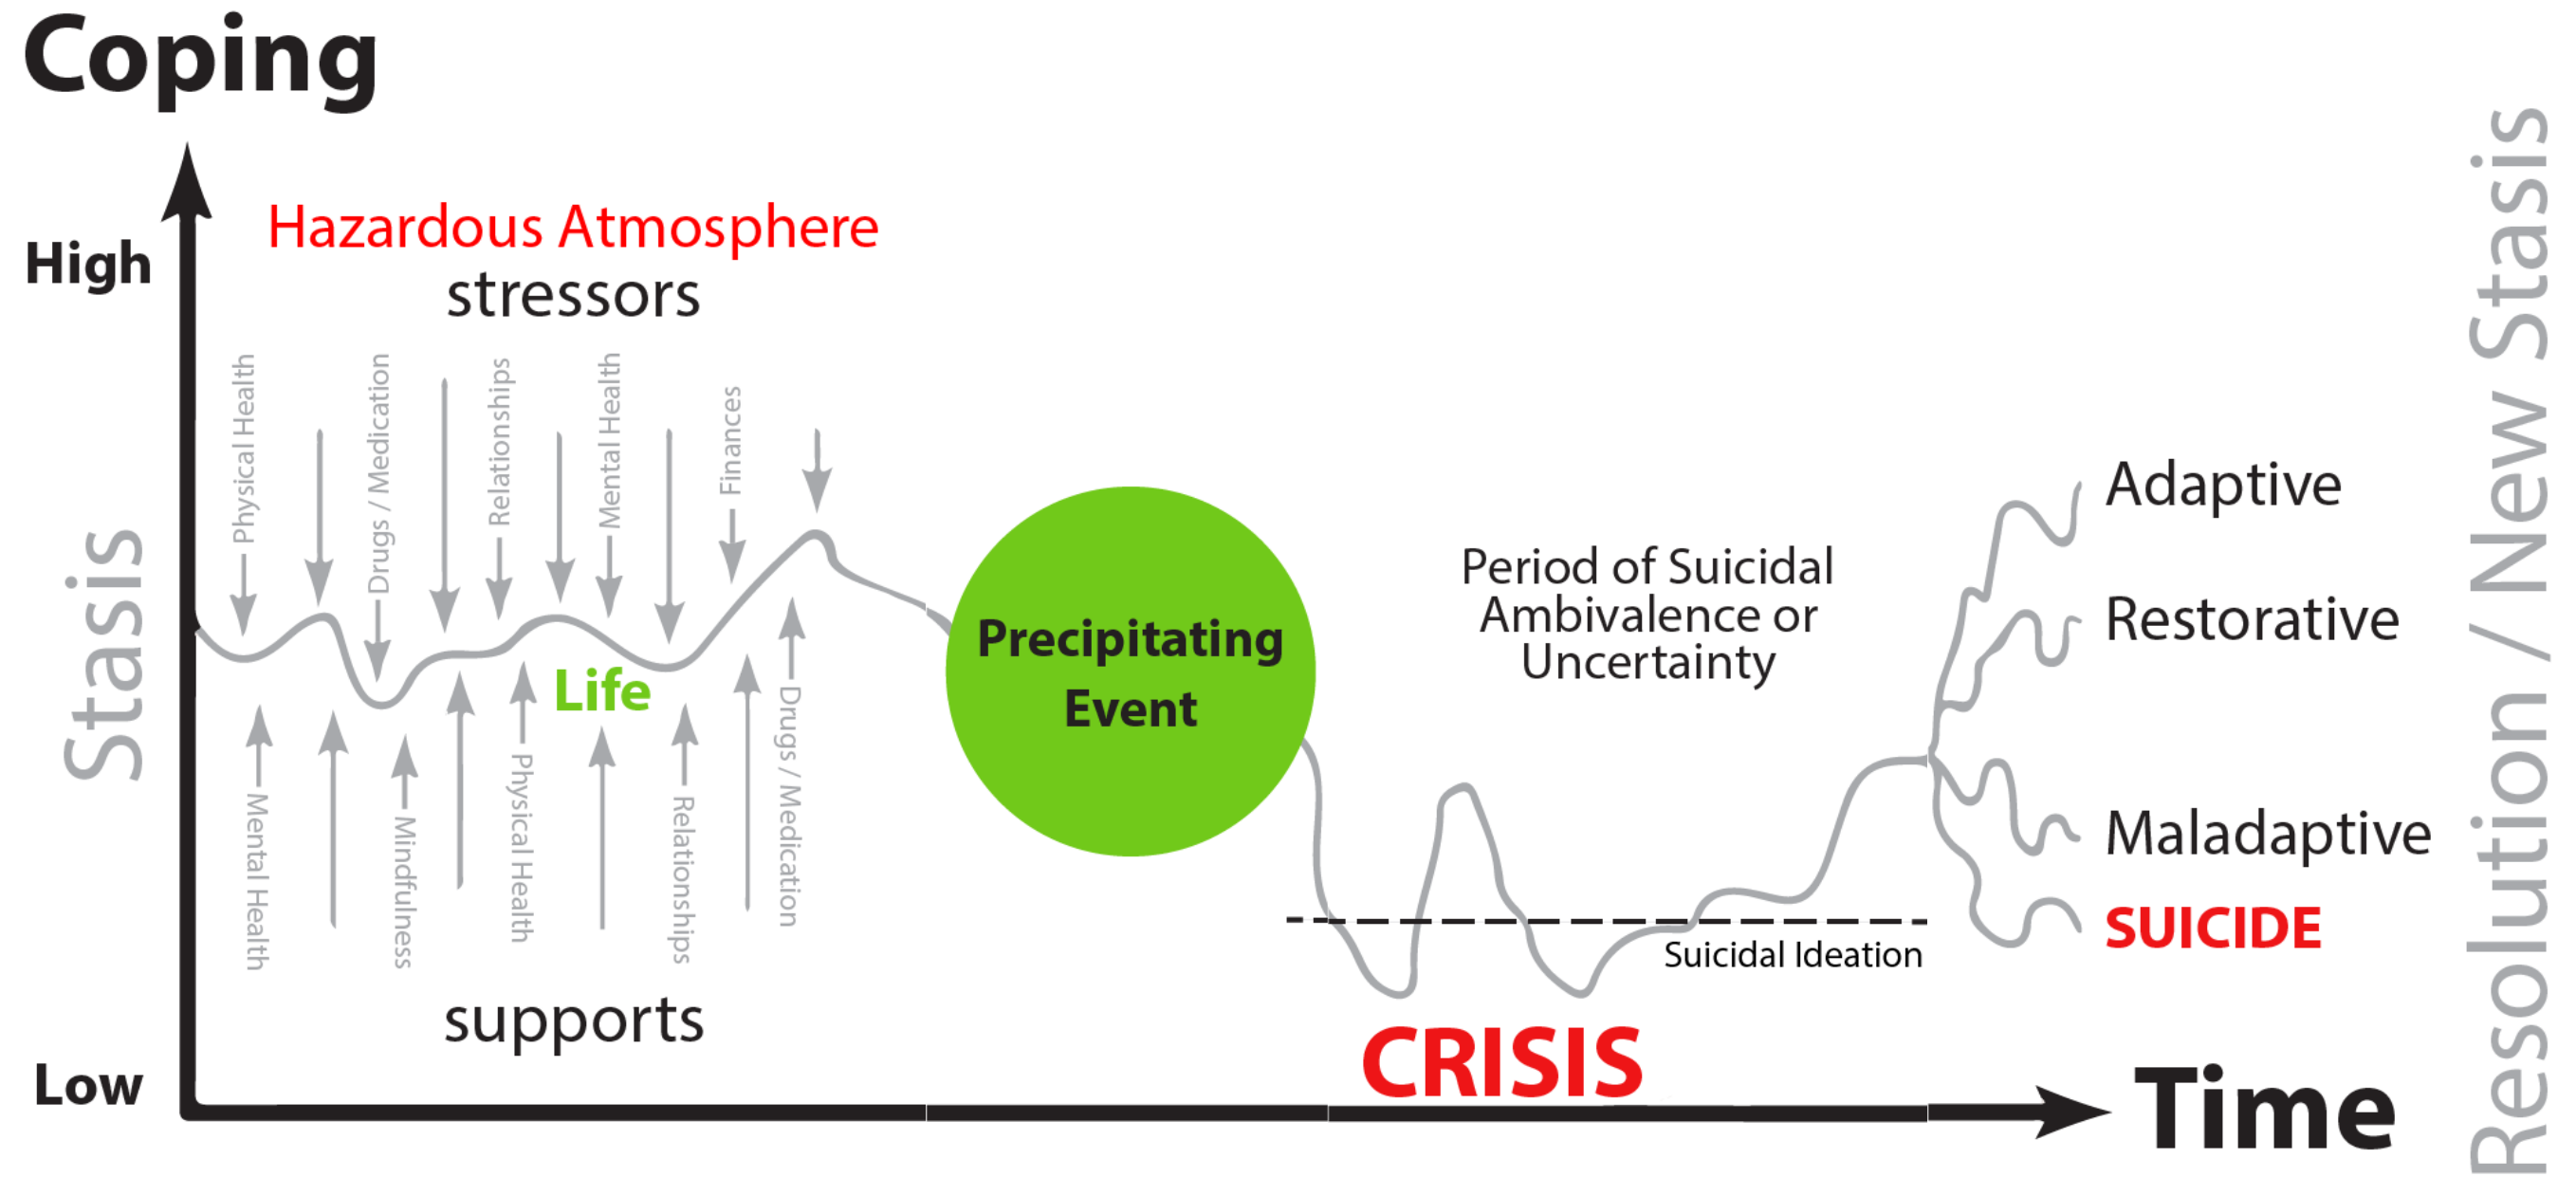 Coping
High
Hazardous Atmosphere
stressors
Stasis
Physical Health
Drugs / Medication
Relationships
Mental Health
Finances
Life
Mental Health
Mindfulness
Physical Health
Relationships
Drugs / Medication
supports
Low
Precipitating
Event
Period of Suicidal
Ambivalence or
Uncertainty
Suicidal Ideation
CRISIS
Adaptive
Restorative
Maladaptive
SUICIDE
Time
Resolution / New Stasis